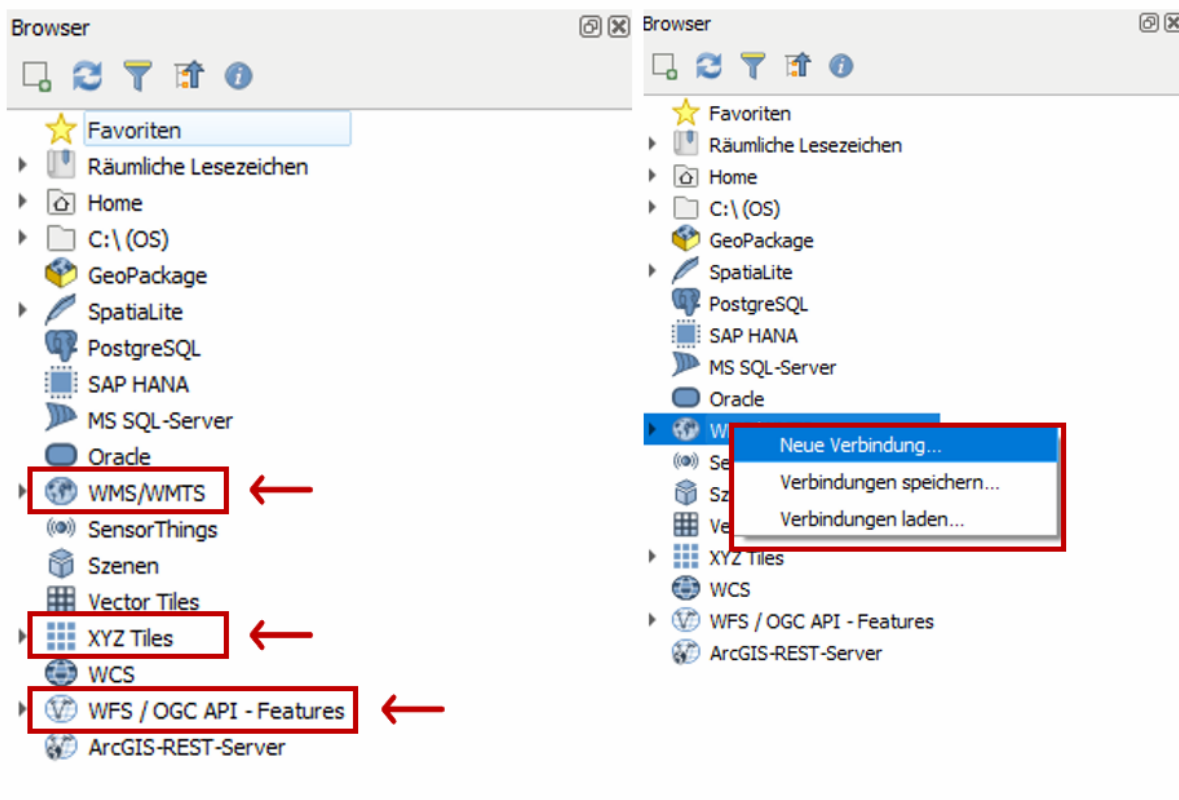 Browser
Favoriten
Räumliche Lesezeichen
Home
C:\ (OS)
GeoPackage
SpatiaLite
PostgreSQL
SAP HANA
MS SQL-Server
Oracle
WMS/WMTS
SensorThings
Szenen
Vector Tiles
XYZ Tiles
WCS
WFS / OGC API - Features
ArcGIS-REST-Server
Browser
Favoriten
Räumliche Lesezeichen
Home
C:\ (OS)
GeoPackage
SpatiaLite
PostgreSQL
SAP HANA
MS SQL-Server
Oracle
Neue Verbindung...
Verbindungen speichern...
Verbindungen laden...
XYZ Tiles
WCS
WFS / OGC API - Features
ArcGIS-REST-Server